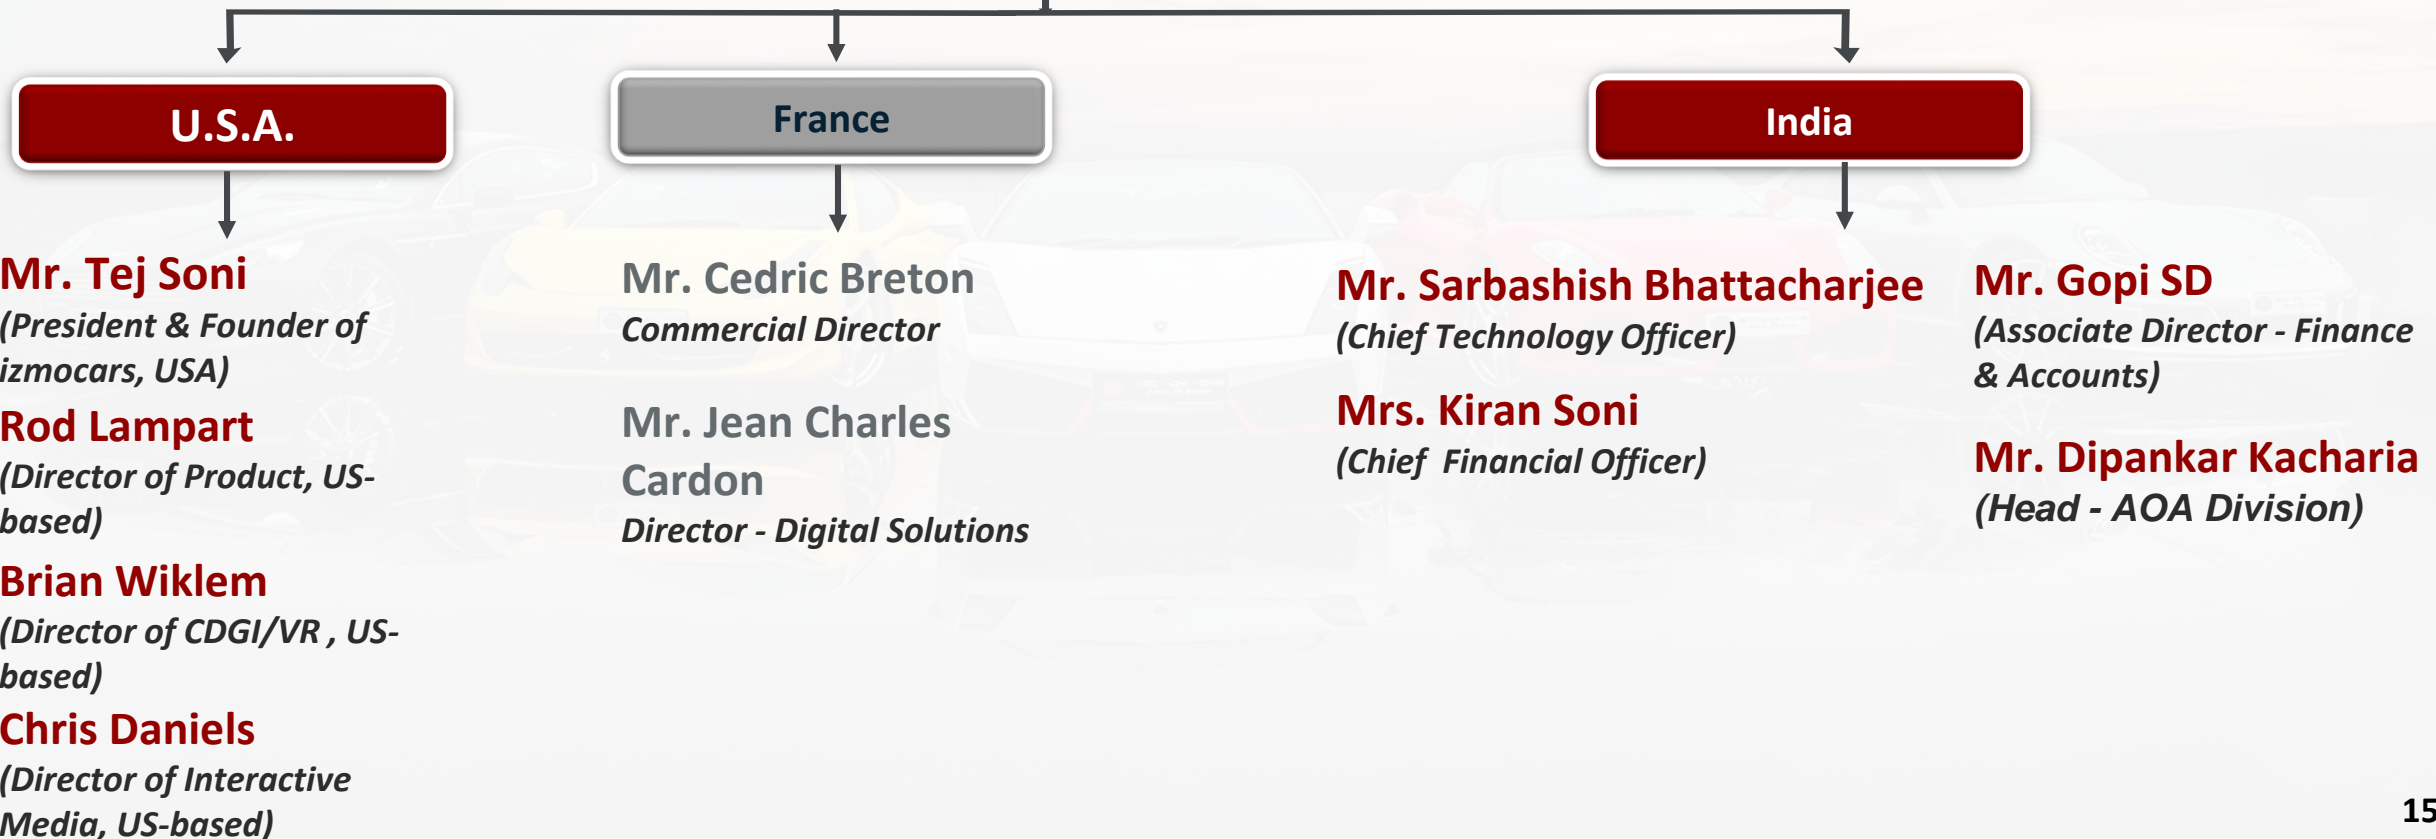 U.S.A.
Mr. Tej Soni
(President & Founder of
izmocars, USA)
Rod Lampart
(Director of Product, US-
based)
Brian Wiklem
(Director of CDGI/VR , US-
based)
Chris Daniels
(Director of Interactive
Media, US-based)
France
Mr. Cedric Breton
Commercial Director
Mr. Jean Charles
Cardon
Director - Digital Solutions
India
Mr. Sarbashish Bhattacharjee
(Chief Technology Officer)
Mrs. Kiran Soni
(Chief  Financial Officer)
Mr. Gopi SD
(Associate Director - Finance
& Accounts)
Mr. Dipankar Kacharia
(Head - AOA Division)
15